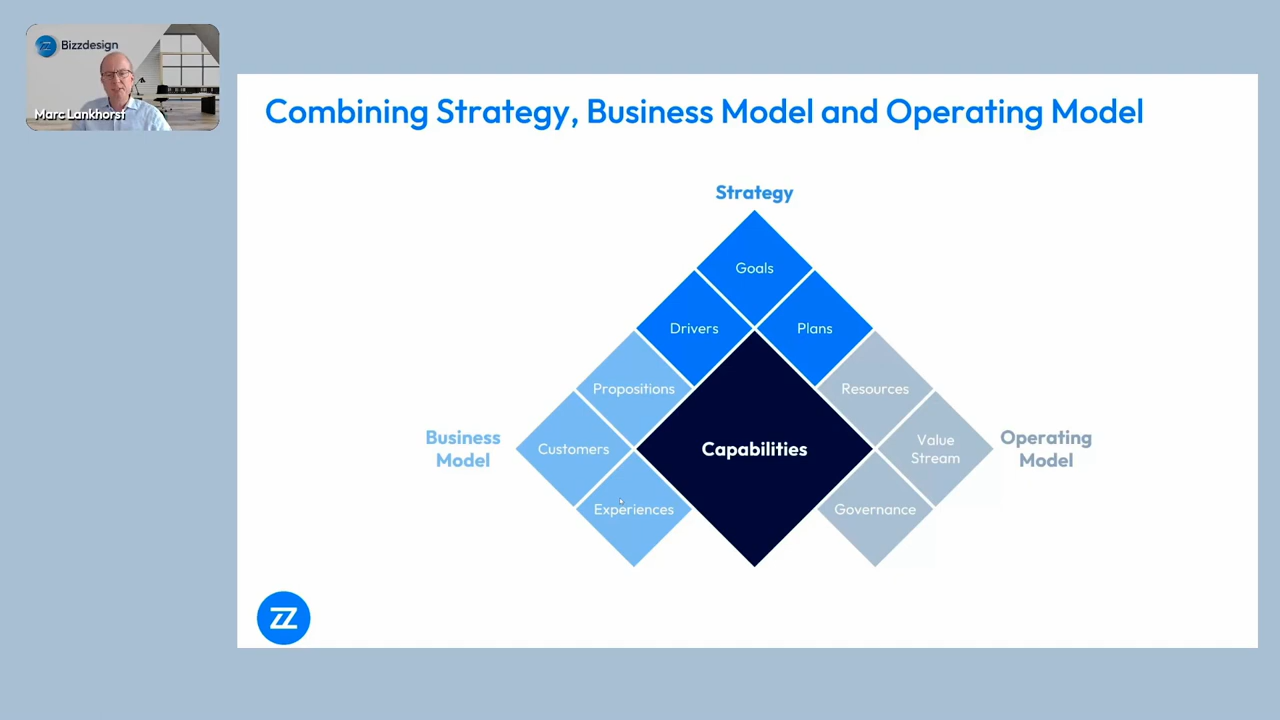 Bizzdesign
Marc Lankhorst
Combining Strategy, Business Model and Operating Model
Strategy
Goals
Drivers
Plans
Propositions
Resources
Business
Model
Customers
Capabilities
Value
Stream
Operating
Model
Experiences
Governance